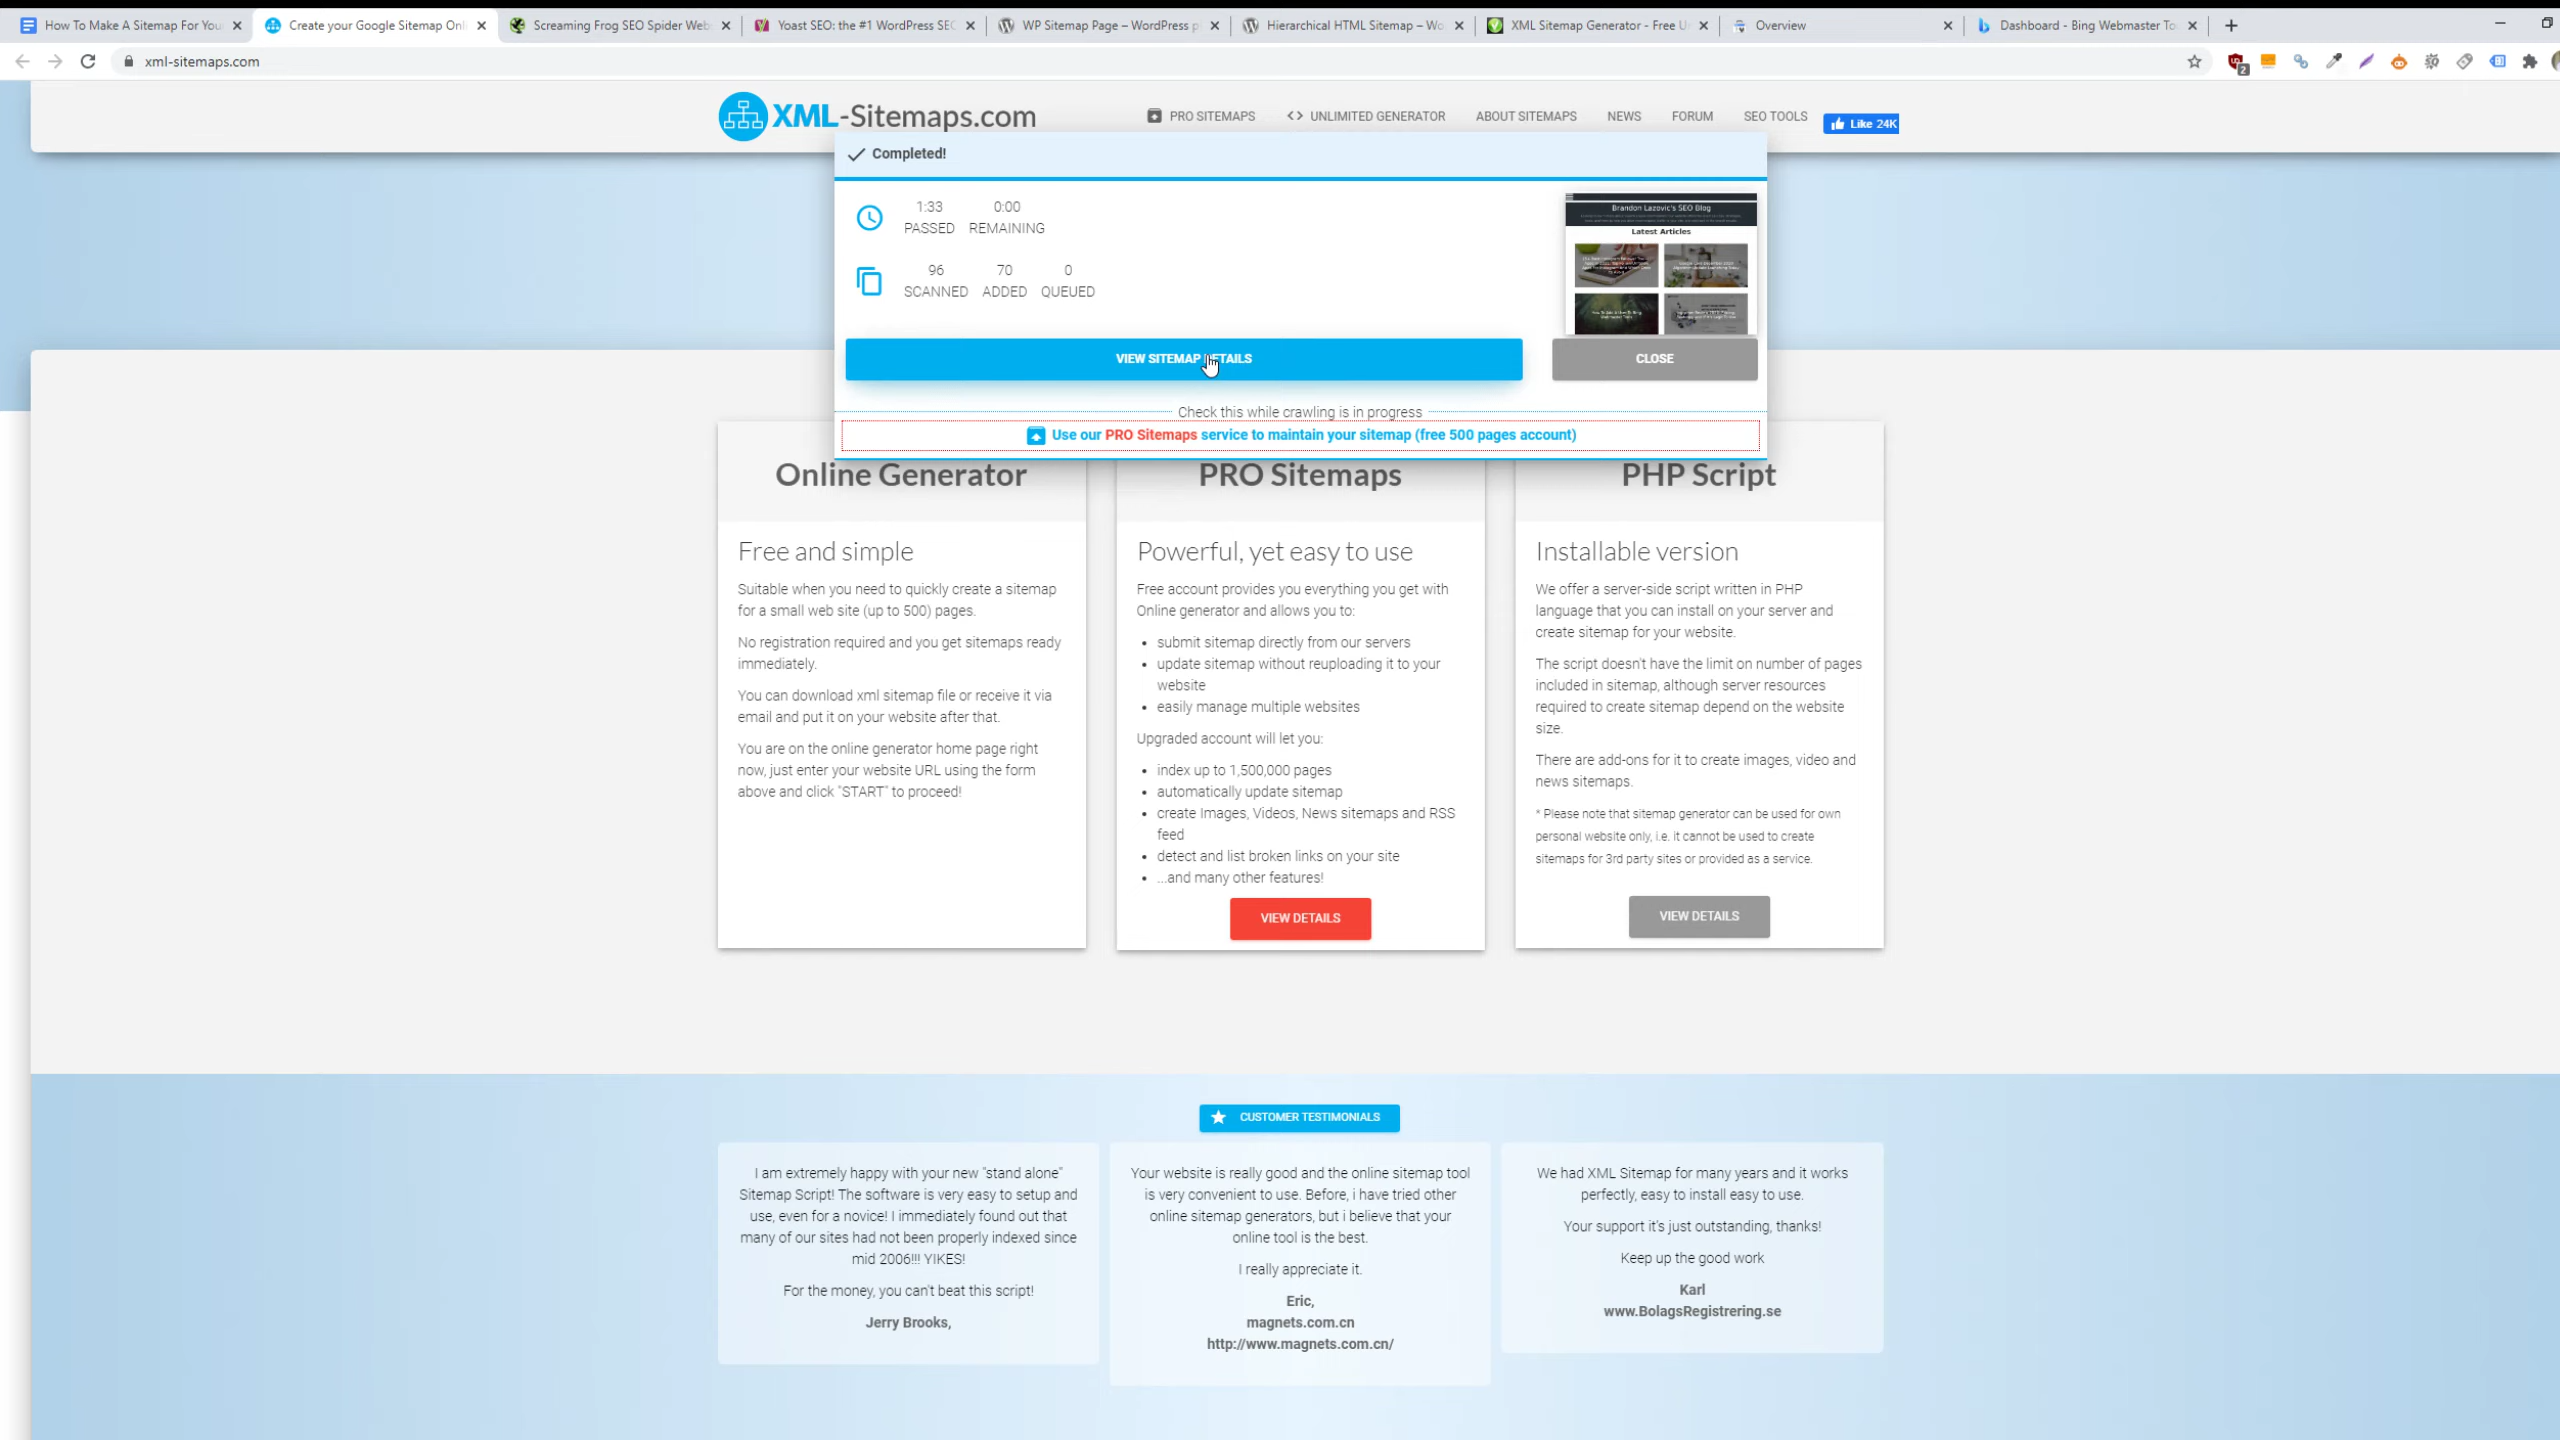 How To Make A Sitemap For You
Create your Google Sitemap Onl
Screaming Frog SEO Spider Web
Yoast SEO: the #1 WordPress SEC
WP Sitemap Page – WordPress p
Hierarchical HTML Sitemap – Wo
XML Sitemap Generator - Free U
Overview
Dashboard - Bing Webmaster To
xml-sitemaps.com
2
XML-Sitemaps.com
PRO SITEMAPS
UNLIMITED GENERATOR
ABOUT SITEMAPS
NEWS
FORUM
SEO TOOLS
Like 24K
Completed!
1:33 0:00
PASSED REMAINING
96 70 0
SCANNED ADDED QUEUED
Brandon Lazovic's SEO Blog
Latest Articles
VIEW SITEMAP DETAILS
CLOSE
Check this while crawling is in progress
Use our PRO Sitemaps service to maintain your sitemap (free 500 pages account)
Online Generator
Free and simple
Suitable when you need to quickly create a sitemap
for a small web site (up to 500) pages.
No registration required and you get sitemaps ready
immediately.
You can download xml sitemap file or receive it via
email and put it on your website after that.
You are on the online generator home page right
now, just enter your website URL using the form
above and click "START" to proceed!
PRO Sitemaps
Powerful, yet easy to use
Free account provides you everything you get with
Online generator and allows you to:
• submit sitemap directly from our servers
• update sitemap without reuploading it to your
website
• easily manage multiple websites
Upgraded account will let you:
• index up to 1,500,000 pages
• automatically update sitemap
• create Images, Videos, News sitemaps and RSS
feed
• detect and list broken links on your site
• ...and many other features!
VIEW DETAILS
PHP Script
Installable version
We offer a server-side script written in PHP
language that you can install on your server and
create sitemap for your website.
The script doesn't have the limit on number of pages
included in sitemap, although server resources
required to create sitemap depend on the website
size.
There are add-ons for it to create images, video and
news sitemaps.
* Please note that sitemap generator can be used for own
personal website only, i.e. it cannot be used to create
sitemaps for 3rd party sites or provided as a service.
VIEW DETAILS
CUSTOMER TESTIMONIALS
I am extremely happy with your new "stand alone"
Sitemap Script! The software is very easy to setup and
use, even for a novice! I immediately found out that
many of our sites had not been properly indexed since
mid 2006!!! YIKES!
For the money, you can't beat this script!
Jerry Brooks,
Your website is really good and the online sitemap tool
is very convenient to use. Before, i have tried other
online sitemap generators, but i believe that your
online tool is the best.
I really appreciate it.
Eric,
magnets.com.cn
http://www.magnets.com.cn/
We had XML Sitemap for many years and it works
perfectly, easy to install easy to use.
Your support it's just outstanding, thanks!
Keep up the good work
Karl
www.BolagsRegistrering.se